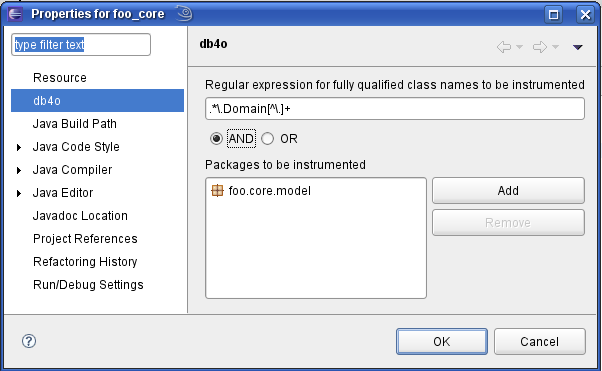 Properties for foo_core
type filter text
Resource
db4o
Java Build Path
Java Code Style
Java Compiler
Java Editor
Javadoc Location
Project References
Refactoring History
Run/Debug Settings
db4o
Regular expression for fully qualified class names to be instrumented
.*\.Domain[^\.]+
AND OR
Packages to be instrumented
foo.core.model
Add
Remove
?
OK Cancel